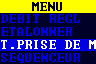 MENU
DEBIT REGL
ETALONNER
T.PRISE DE M
SEQUENCEUR